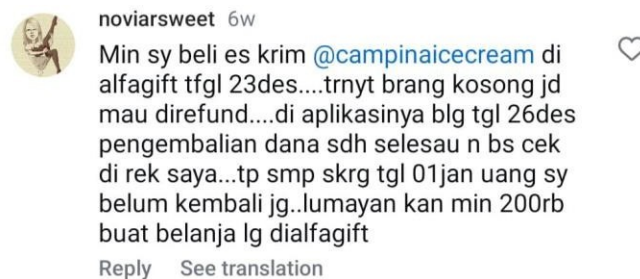 noviarsweet 6w
Min sy beli es krim @campinaicecream di
alfagift tfgl 23des....trnyt brang kosong jd
mau direfund....di aplikasinya blg tgl 26des
pengembalian dana sdh selesau n bs cek
di rek saya...tp smp skrg tgl 01jan uang sy
belum kembali jg..lumayan kan min 200rb
buat belanja lg dialfagift
Reply See translation